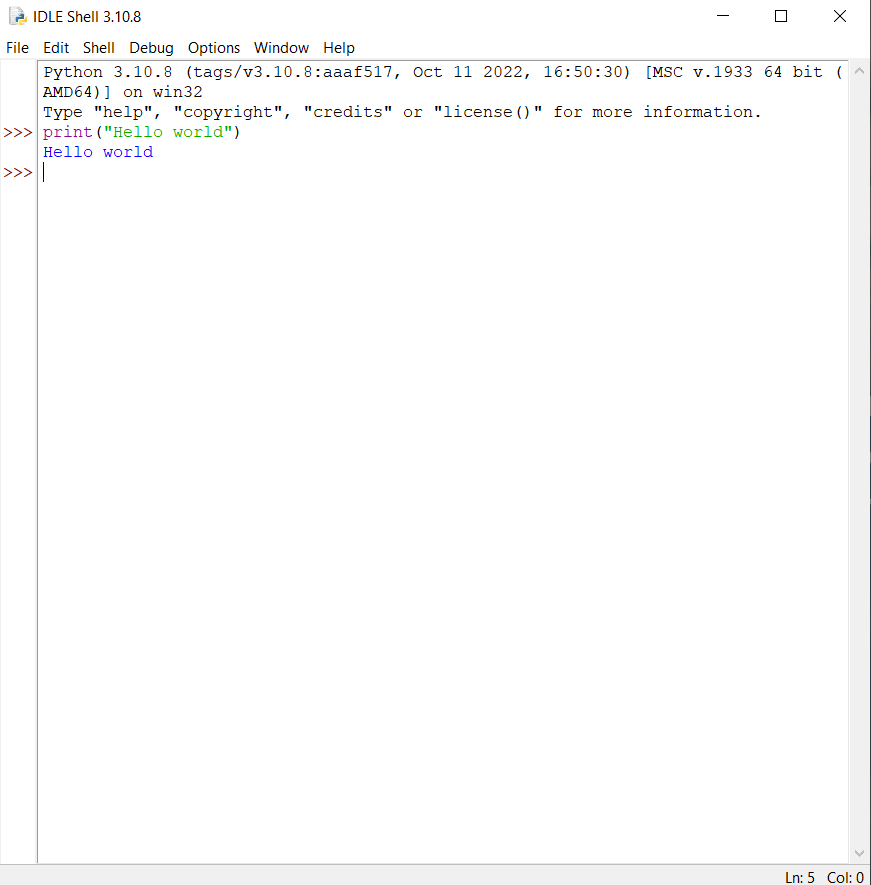 IDLE Shell 3.10.8
File Edit Shell Debug Options Window Help
Python 3.10.8 (tags/v3.10.8:aaaf517, Oct 11 2022, 16:50:30) [MSC v.1933 64 bit (
AMD64)] on win32
Type "help", "copyright", "credits" or "license()" for more information.
>>> print("Hello world")
Hello world
>>>
Ln: 5 Col: 0